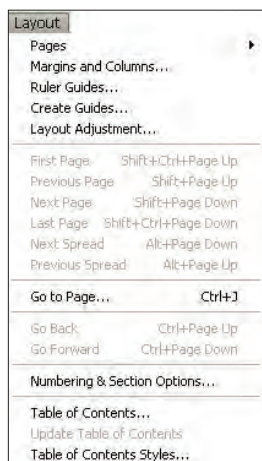 Layout
Pages
Margins and Columns...
Ruler Guides...
Create Guides...
Layout Adjustment...
First Page Shift+Ctrl+Page Up
Previous Page Shift+Page Up
Next Page Shift+Page Down
Last Page Shift+Ctrl+Page Down
Next Spread Alt+Page Down
Previous Spread Alt+Page Up
Go to Page... Ctrl+J
Go Back Ctrl+Page Up
Go Forward Ctrl+Page Down
Numbering & Section Options...
Table of Contents...
Update Table of Contents
Table of Contents Styles...